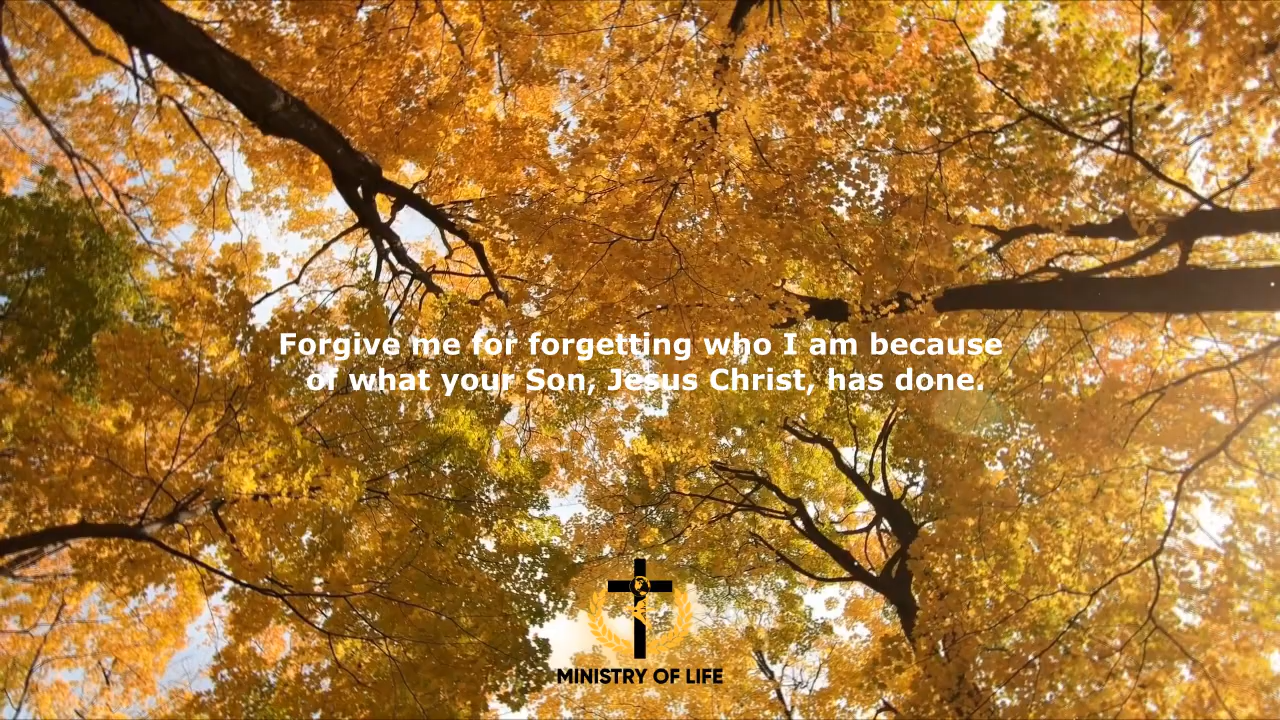 Forgive me for forgetting who I am because
of what your Son, Jesus Christ, has done.
MINISTRY OF LIFE